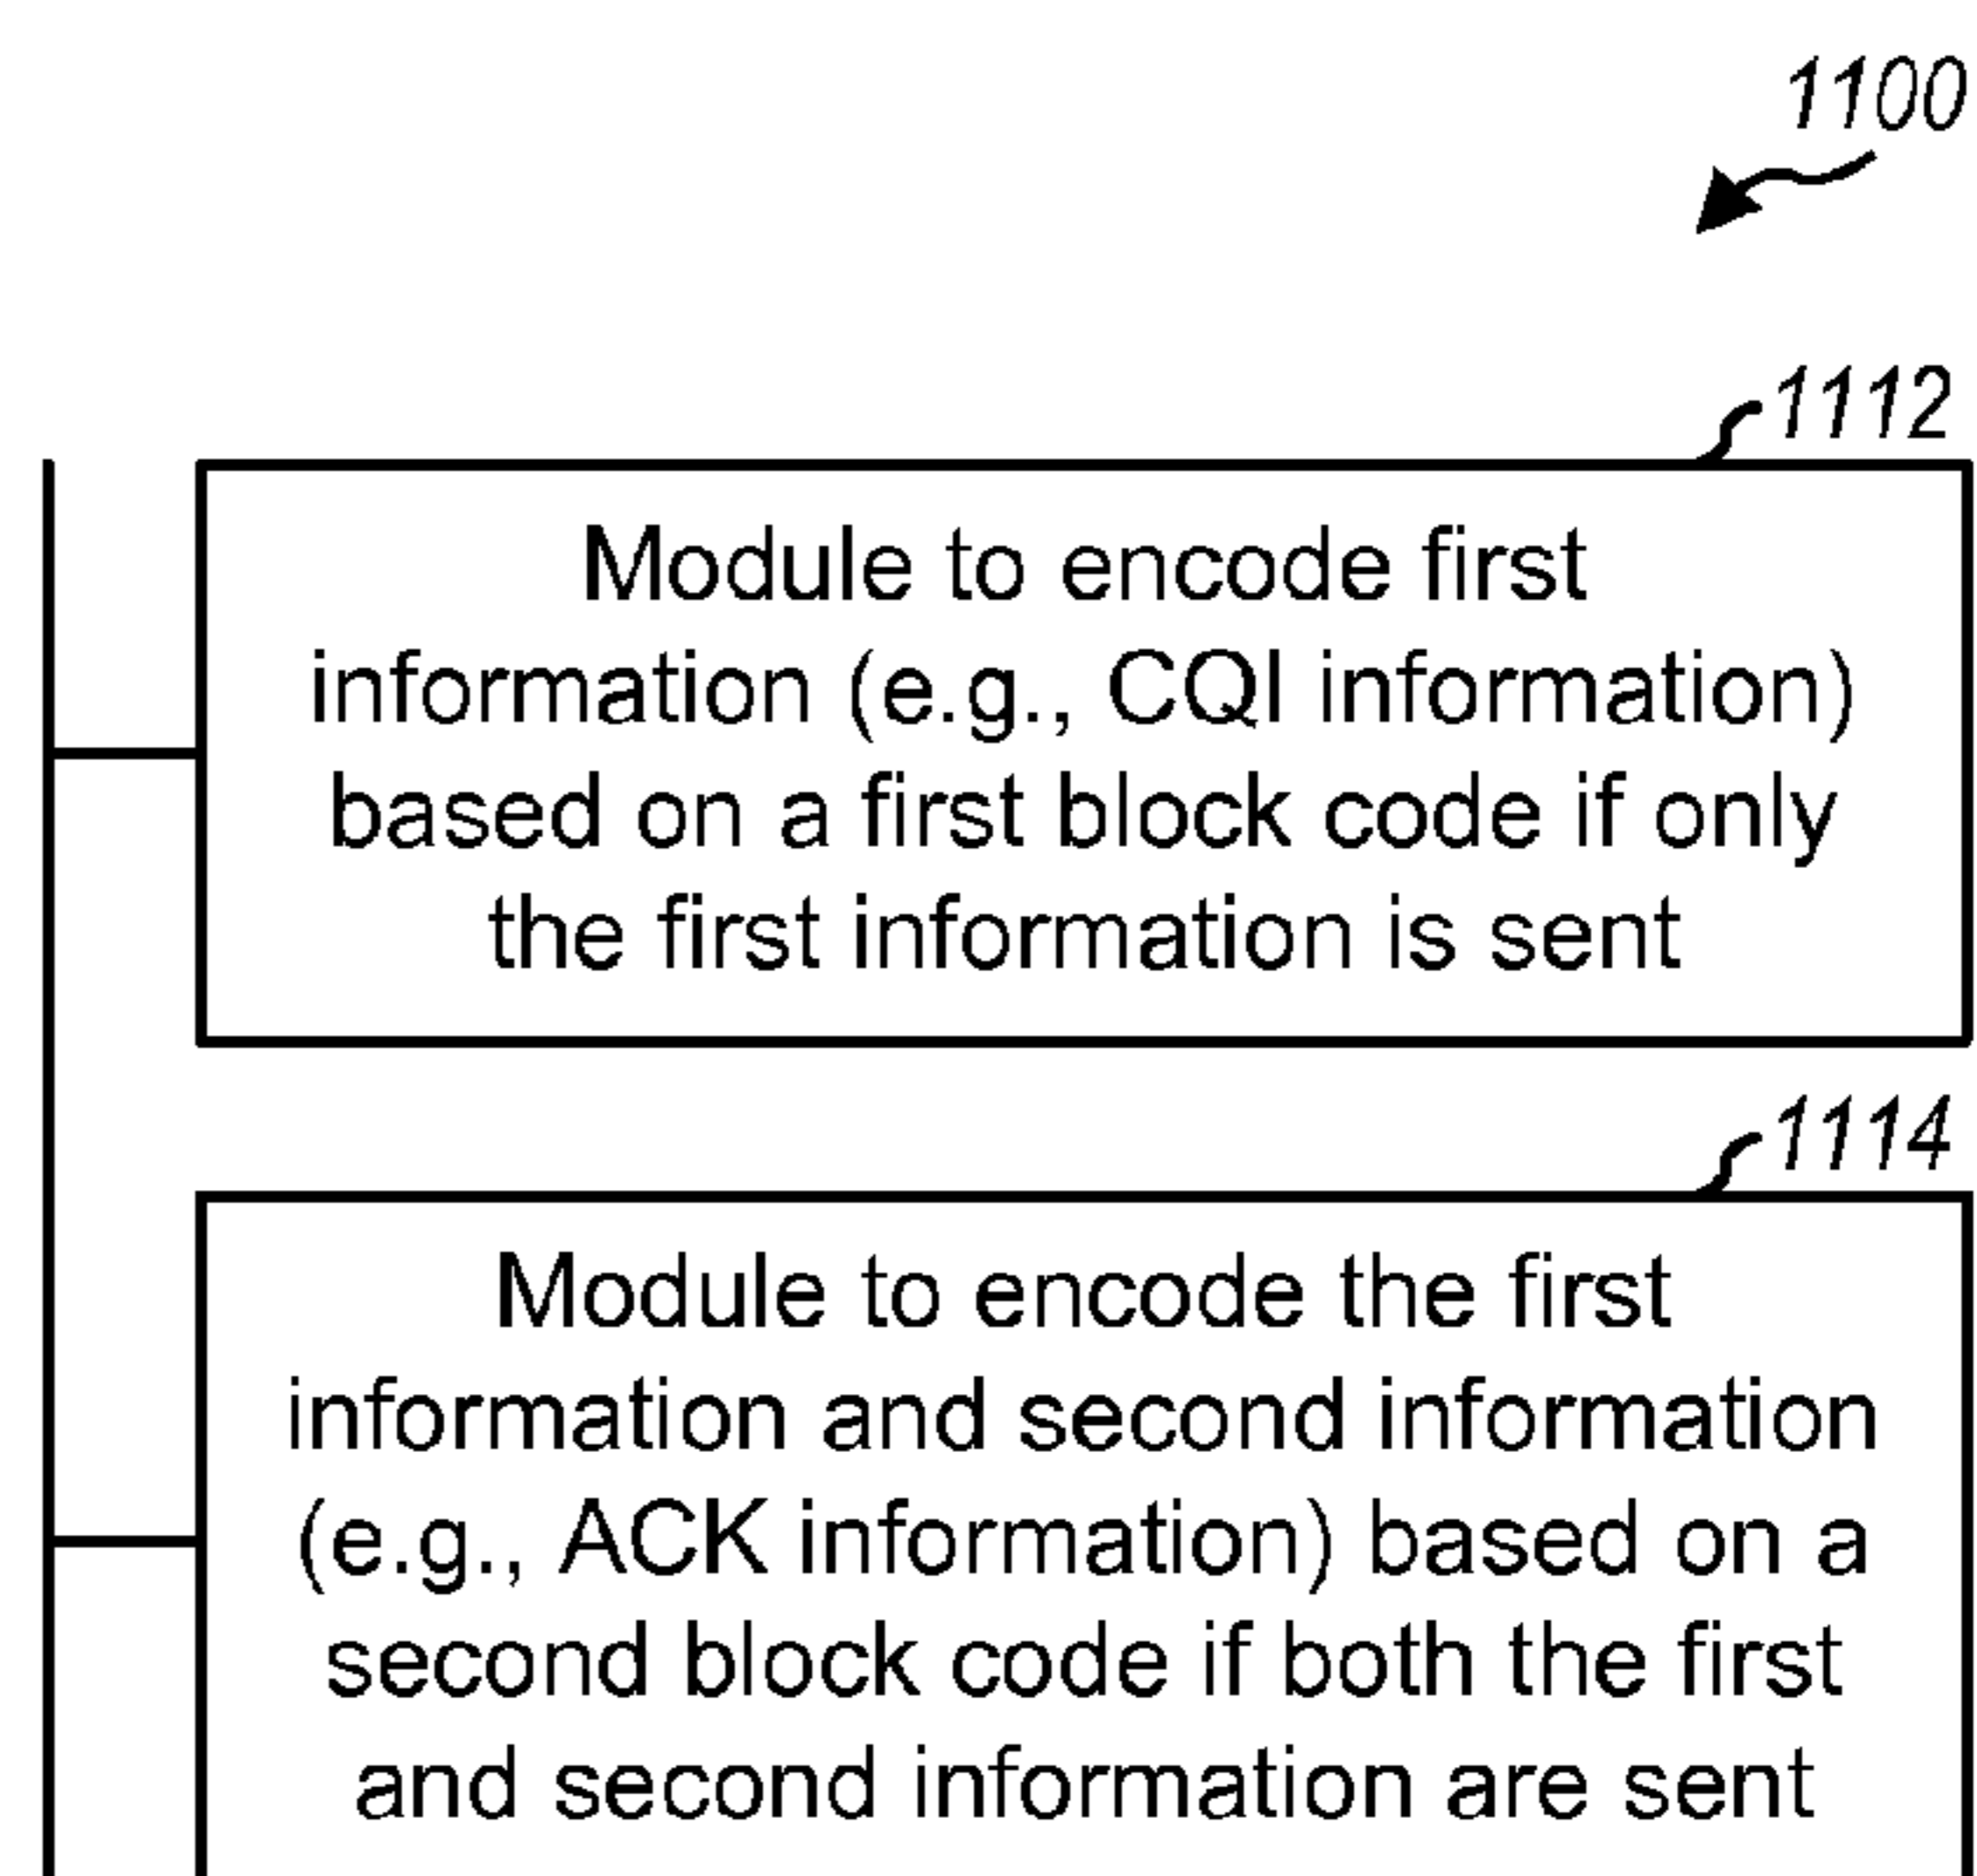 1100
1112
Module to encode first
information (e.g., CQI information)
based on a first block code if only
the first information is sent
1114
Module to encode the first
information and second information
(e.g., ACK information) based on a
second block code if both the first
and second information are sent